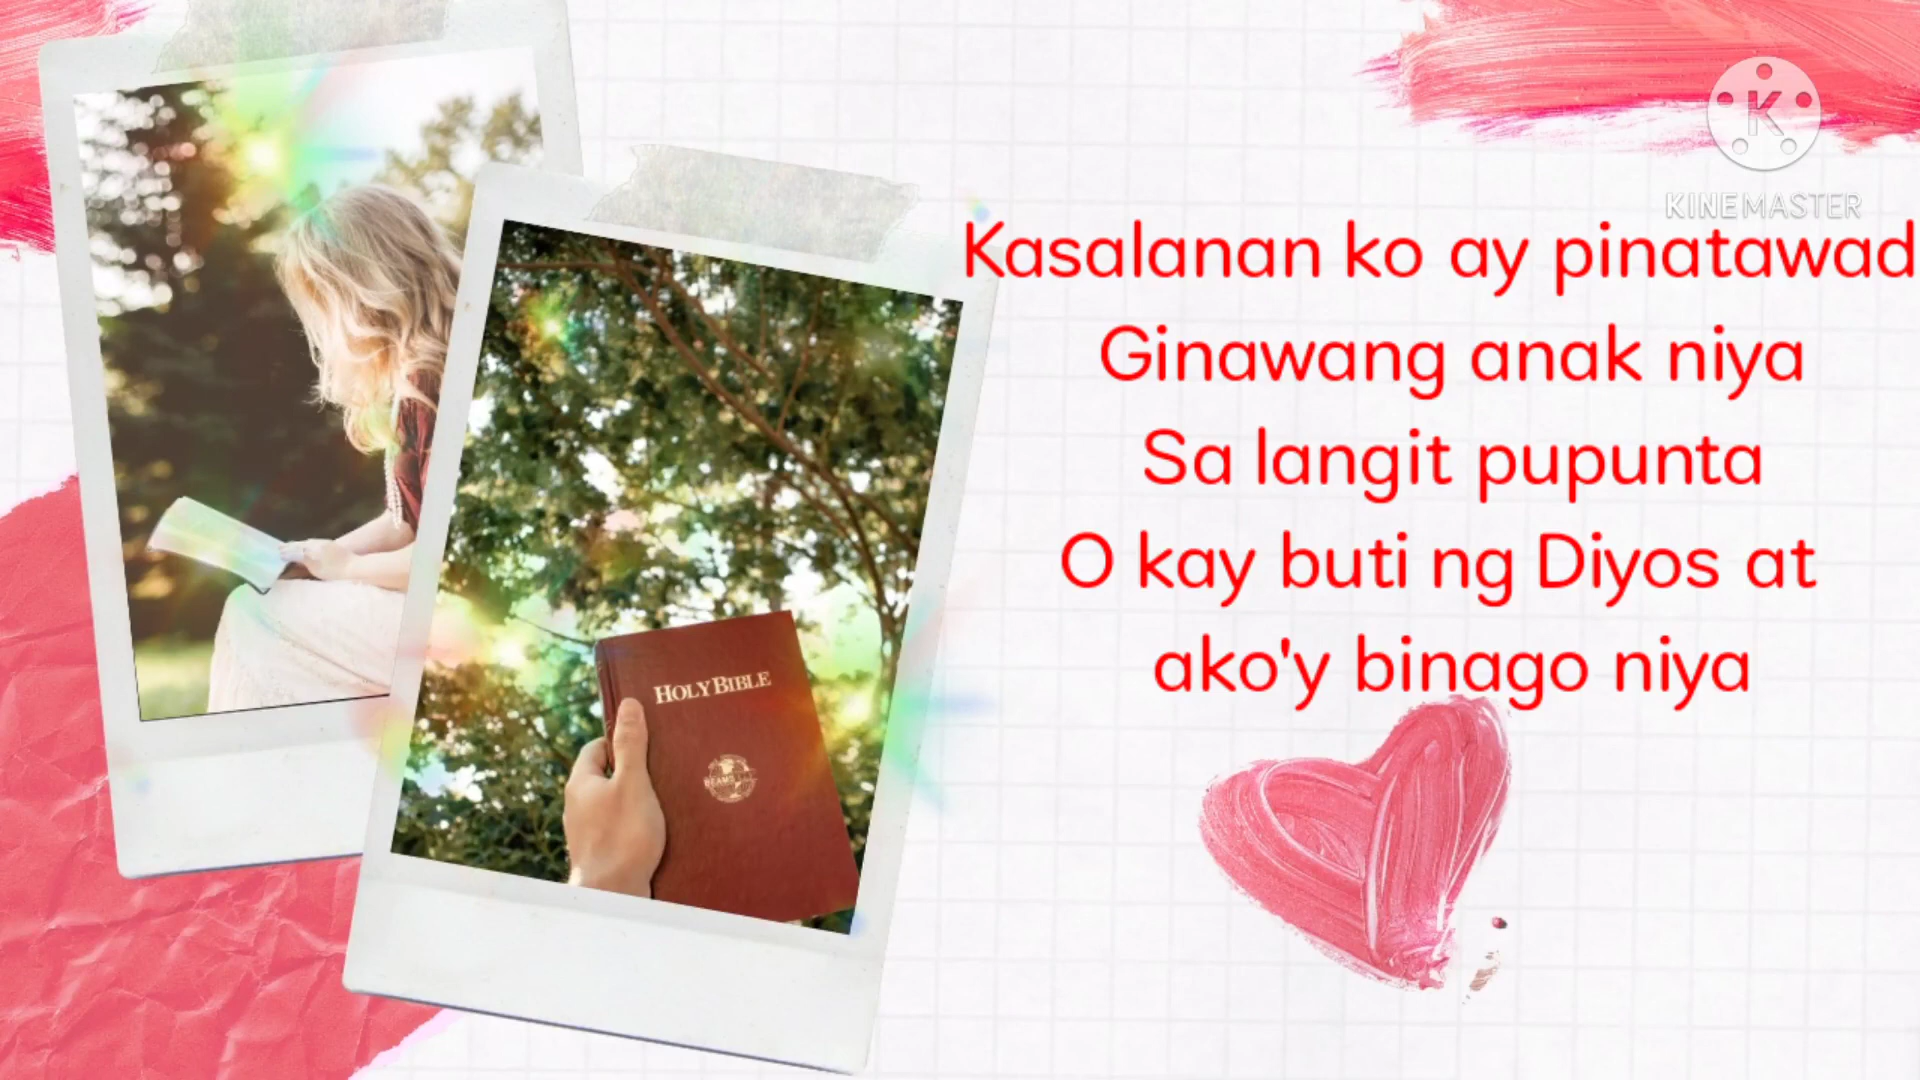 KINEMASTER
Kasalanan ko ay pinatawad
Ginawang anak niya
Sa langit pupunta
O kay buti ng Diyos at
ako'y binago niya
HOLY BIBLE